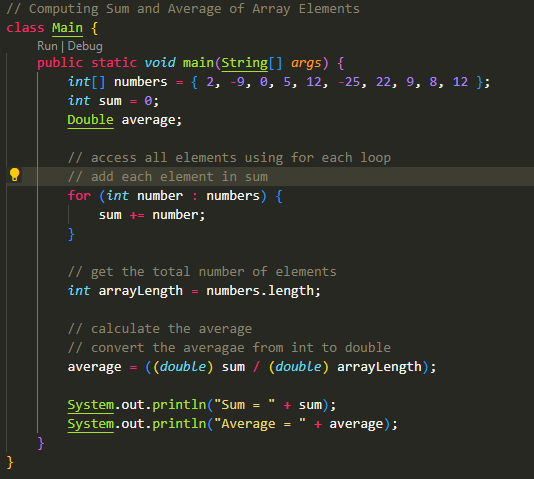 // Computing Sum and Average of Array Elements
class Main {
Run | Debug
public static void main(String[] args) {
int[] numbers = { 2, -9, 0, 5, 12, -25, 22, 9, 8, 12 };
int sum = 0;
Double average;
// access all elements using for each loop
// add each element in sum
for (int number : numbers) {
sum += number;
}
// get the total number of elements
int arrayLength = numbers.length;
// calculate the average
// convert the averagae from int to double
average = ((double) sum / (double) arrayLength);
System.out.println("Sum = " + sum);
System.out.println("Average = " + average);
}
}